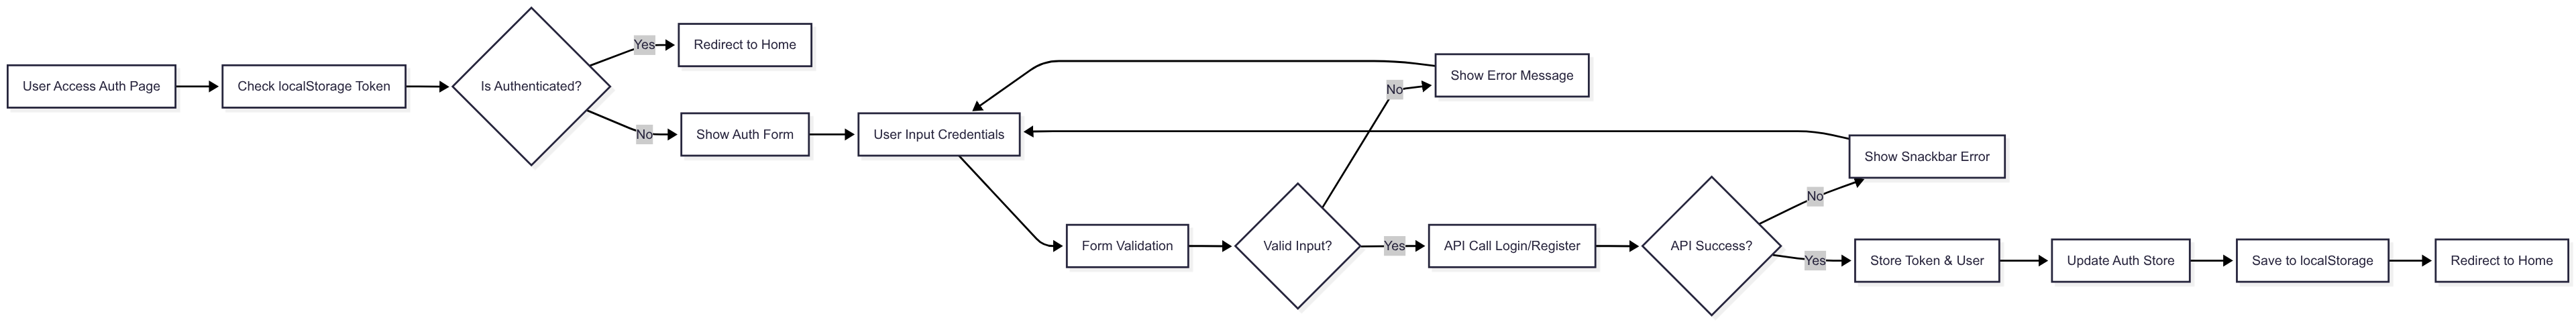 User Access Auth Page
Check localStorage Token
Is Authenticated?
Yes
Redirect to Home
No
Show Auth Form
User Input Credentials
Form Validation
Valid Input?
No
Show Error Message
Yes
API Call Login/Register
API Success?
No
Show Snackbar Error
Yes
Store Token & User
Update Auth Store
Save to localStorage
Redirect to Home